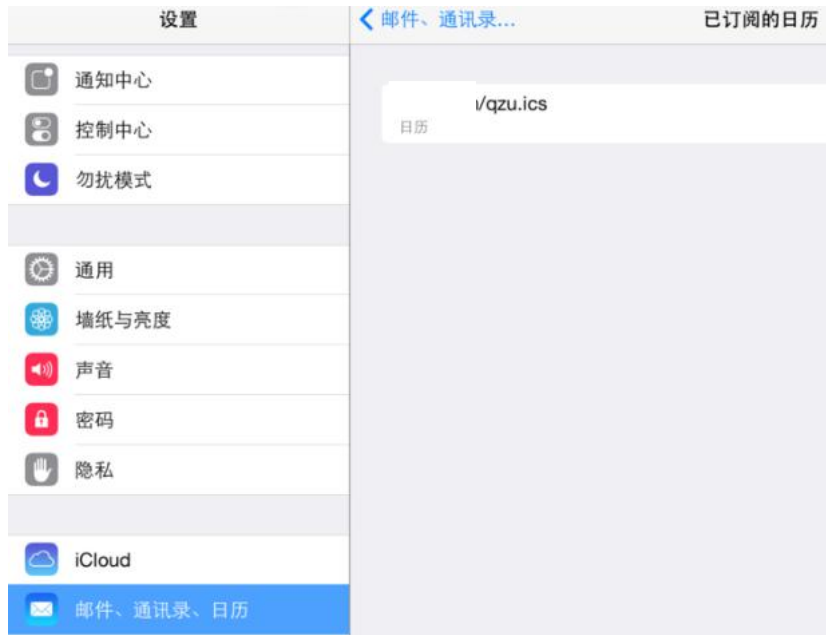 设置
通知中心
控制中心
勿扰模式
通用
墙纸与亮度
声音
密码
隐私
iCloud
邮件、通讯录、日历
邮件、通讯录...
已订阅的日历
/qzu.ics
日历